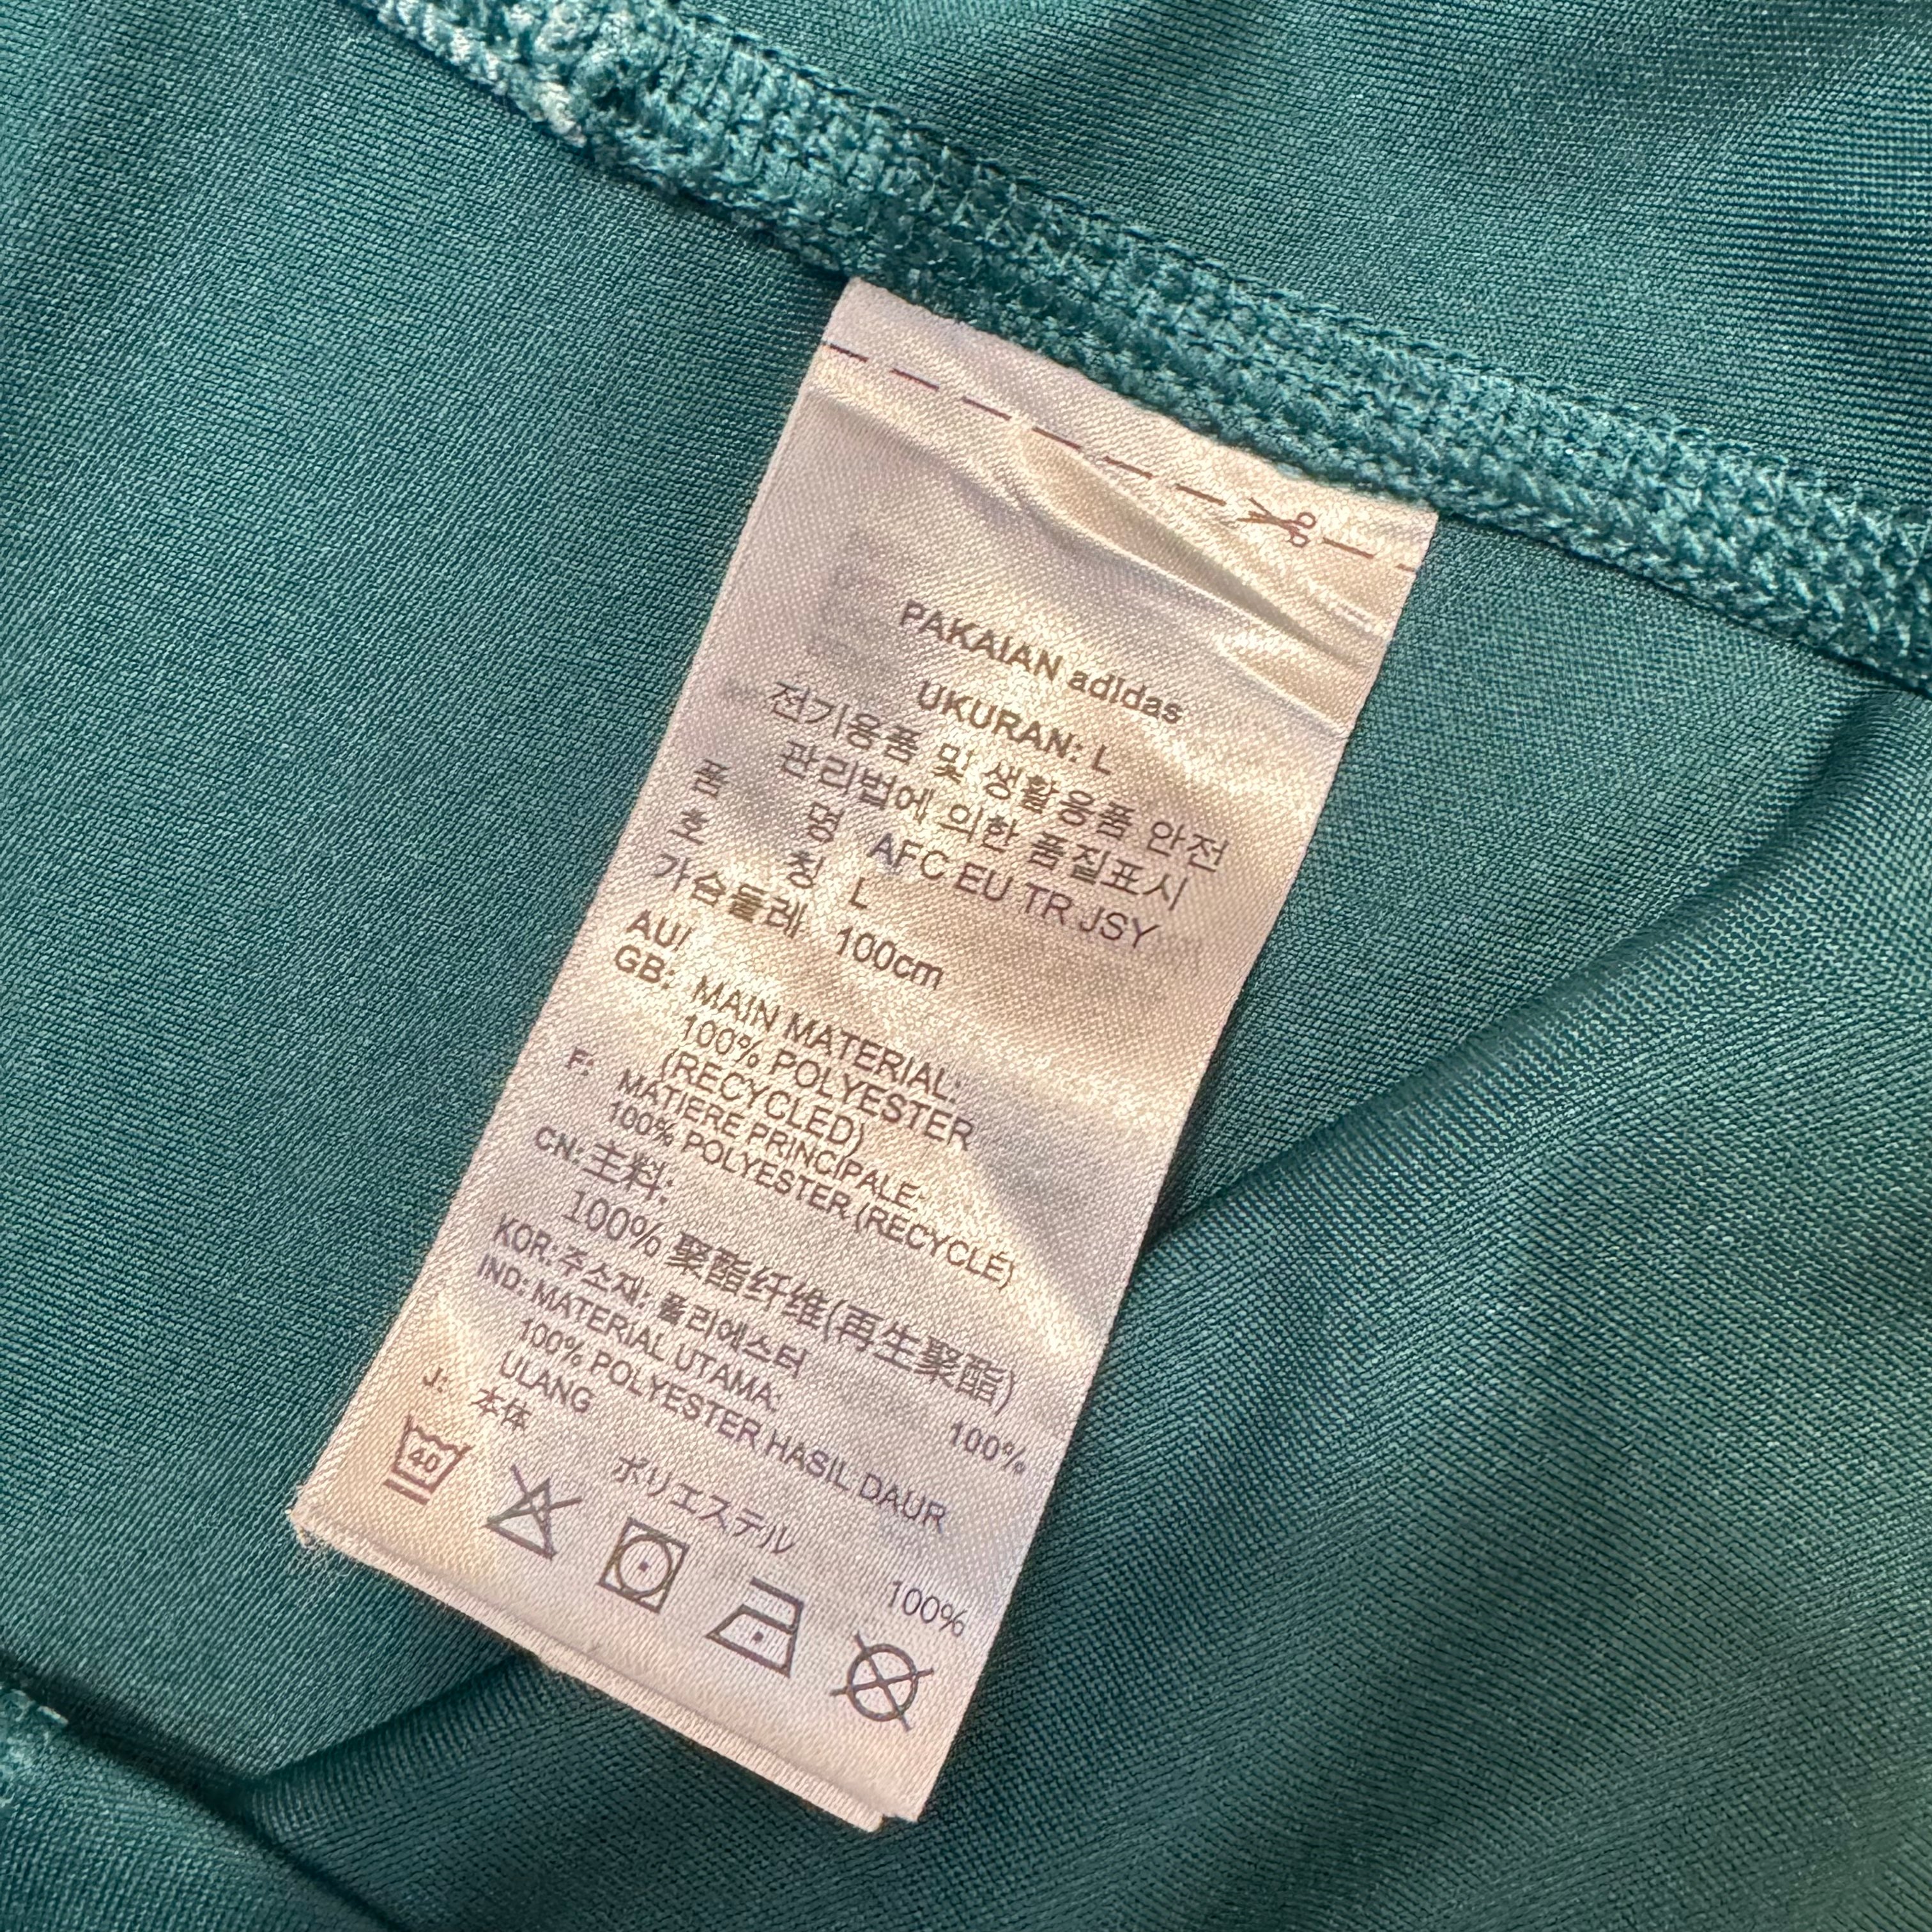 PAKAIAN adidas
UKURAN: L
전기용품 및 생활용품 안전
관리법에 의한 품질표시
품 명 AFC EU TR JSY
호 칭 L
가슴둘레 100cm
AU/
GB: MAIN MATERIAL:
100% POLYESTER
(RECYCLED)
F: MATIERE PRINCIPALE:
100% POLYESTER (RECYCLÉ)
CN: 主料:
100% 聚酯纤维(再生聚酯)
KOR: 주소재: 폴리에스터 100%
IND: MATERIAL UTAMA:
100% POLYESTER HASIL DAUR
ULANG
J: 本体
ポリエステル 100%
40